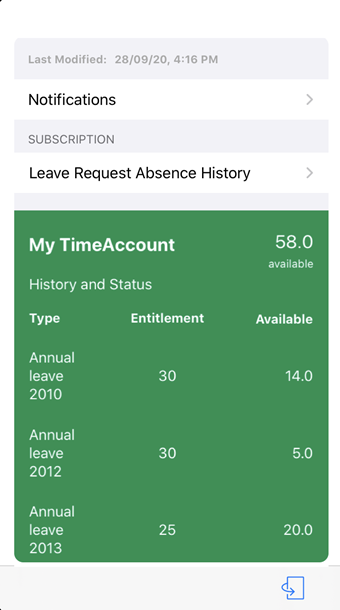 Last Modified: 28/09/20, 4:16 PM
Notifications
SUBSCRIPTION
Leave Request Absence History
My TimeAccount 58.0
available
History and Status
Type Entitlement Available
Annual
leave 30 14.0
2010
Annual
leave 30 5.0
2012
Annual
leave 25 20.0
2013